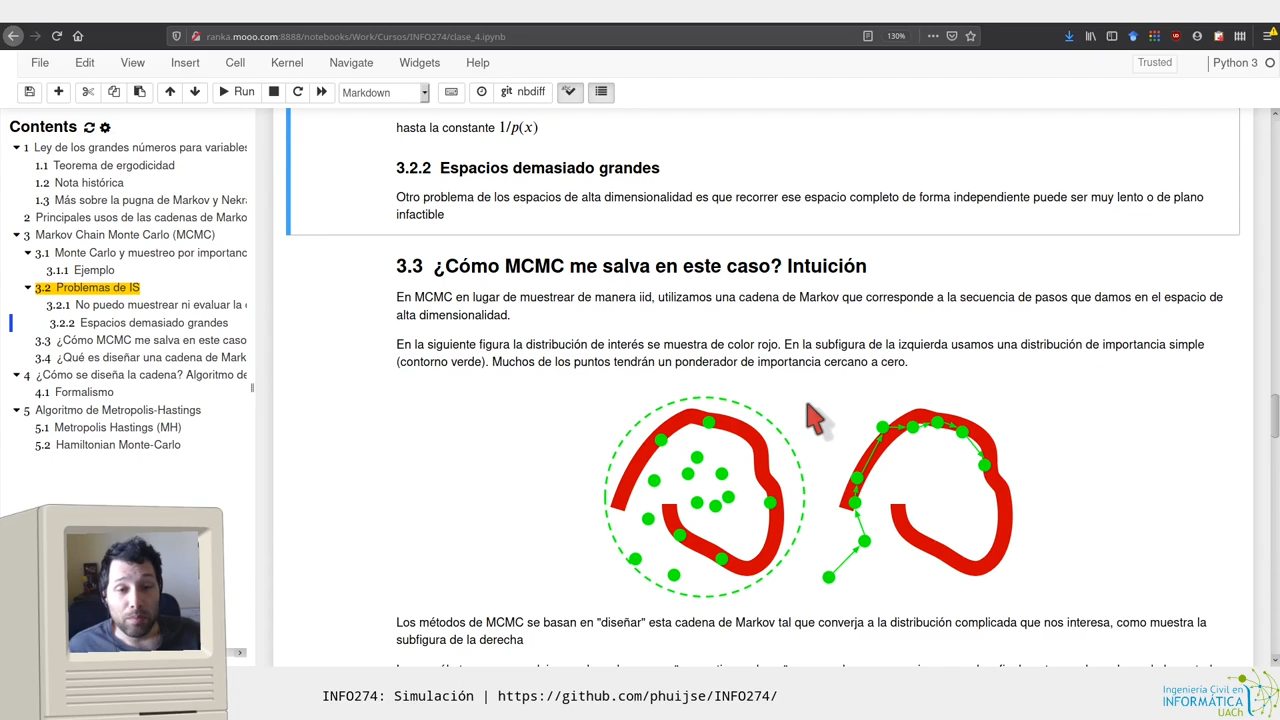 ranka.mooo.com:8888/notebooks/Work/Cursos/INFO274/clase_4.ipynb
130%
File Edit View Insert Cell Kernel Navigate Widgets Help
Trusted
Python 3
Run
Markdown
git nbdiff
Contents
1 Ley de los grandes números para variables
1.1 Teorema de ergodicidad
1.2 Nota histórica
1.3 Más sobre la pugna de Markov y Nekra
2 Principales usos de las cadenas de Marko
3 Markov Chain Monte Carlo (MCMC)
3.1 Monte Carlo y muestreo por importanc
3.1.1 Ejemplo
3.2 Problemas de IS
3.2.1 No puedo muestrear ni evaluar la
3.2.2 Espacios demasiado grandes
3.3 ¿Cómo MCMC me salva en este caso
3.4 ¿Qué es diseñar una cadena de Mark
4 ¿Cómo se diseña la cadena? Algoritmo de
4.1 Formalismo
5 Algoritmo de Metropolis-Hastings
5.1 Metropolis Hastings (MH)
5.2 Hamiltonian Monte-Carlo
hasta la constante 1/p(x)
3.2.2 Espacios demasiado grandes
Otro problema de los espacios de alta dimensionalidad es que recorrer ese espacio completo de forma independiente puede ser muy lento o de plano
infactible
3.3 ¿Cómo MCMC me salva en este caso? Intuición
En MCMC en lugar de muestrear de manera iid, utilizamos una cadena de Markov que corresponde a la secuencia de pasos que damos en el espacio de
alta dimensionalidad.
En la siguiente figura la distribución de interés se muestra de color rojo. En la subfigura de la izquierda usamos una distribución de importancia simple
(contorno verde). Muchos de los puntos tendrán un ponderador de importancia cercano a cero.
Los métodos de MCMC se basan en "diseñar" esta cadena de Markov tal que converja a la distribución complicada que nos interesa, como muestra la
subfigura de la derecha
INFO274: Simulación | https://github.com/phuijse/INFO274/
Ingeniería Civil en
INFORMÁTICA
UACh